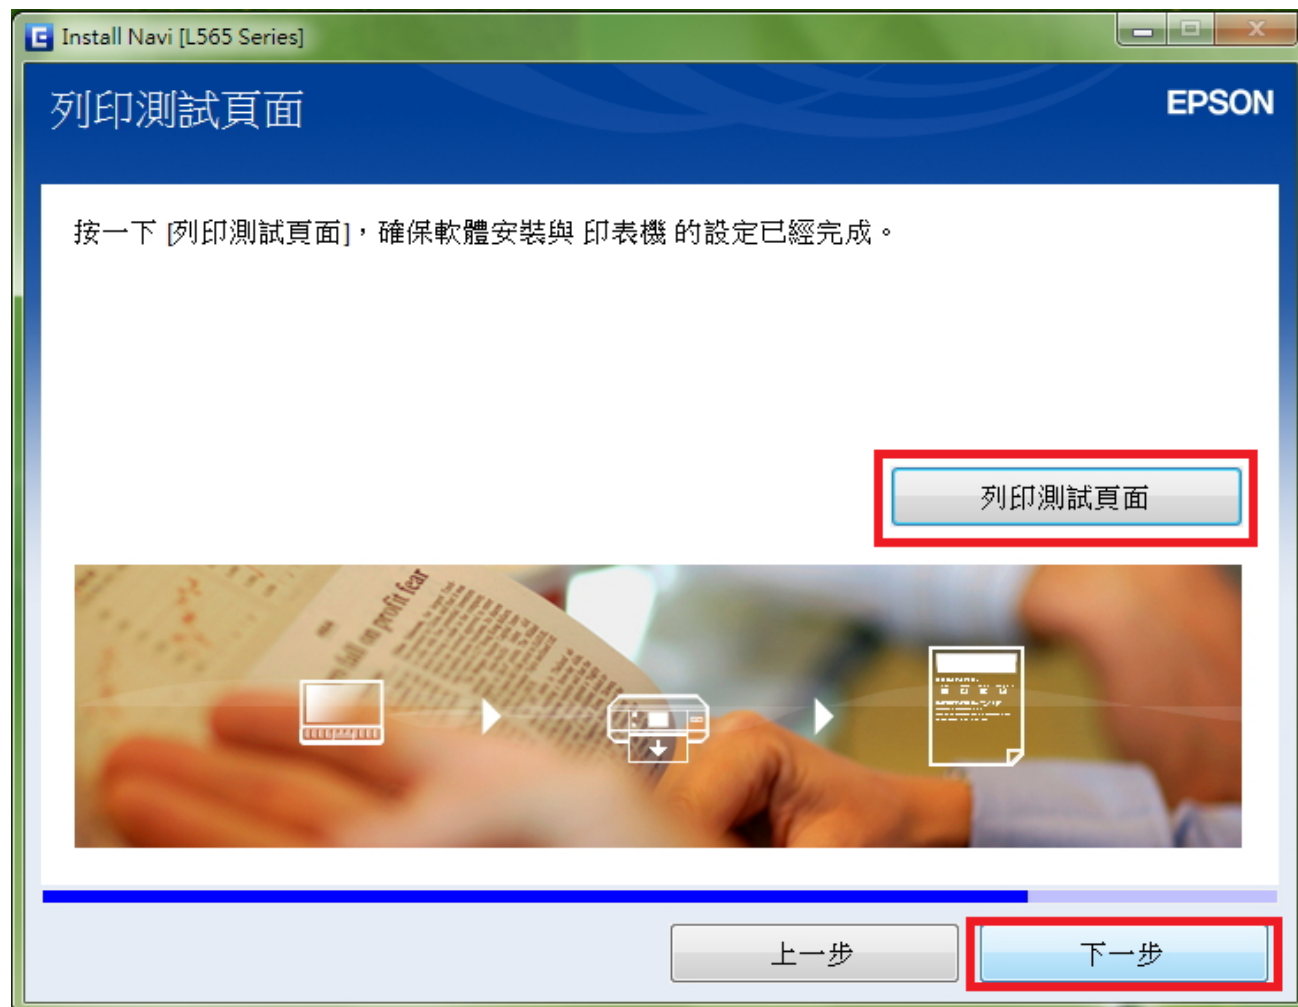 Install Navi [L565 Series]
列印測試頁面
EPSON
按一下 [列印測試頁面]，確保軟體安裝與 印表機 的設定已經完成。
列印測試頁面
fall on profit fear
上一步
下一步